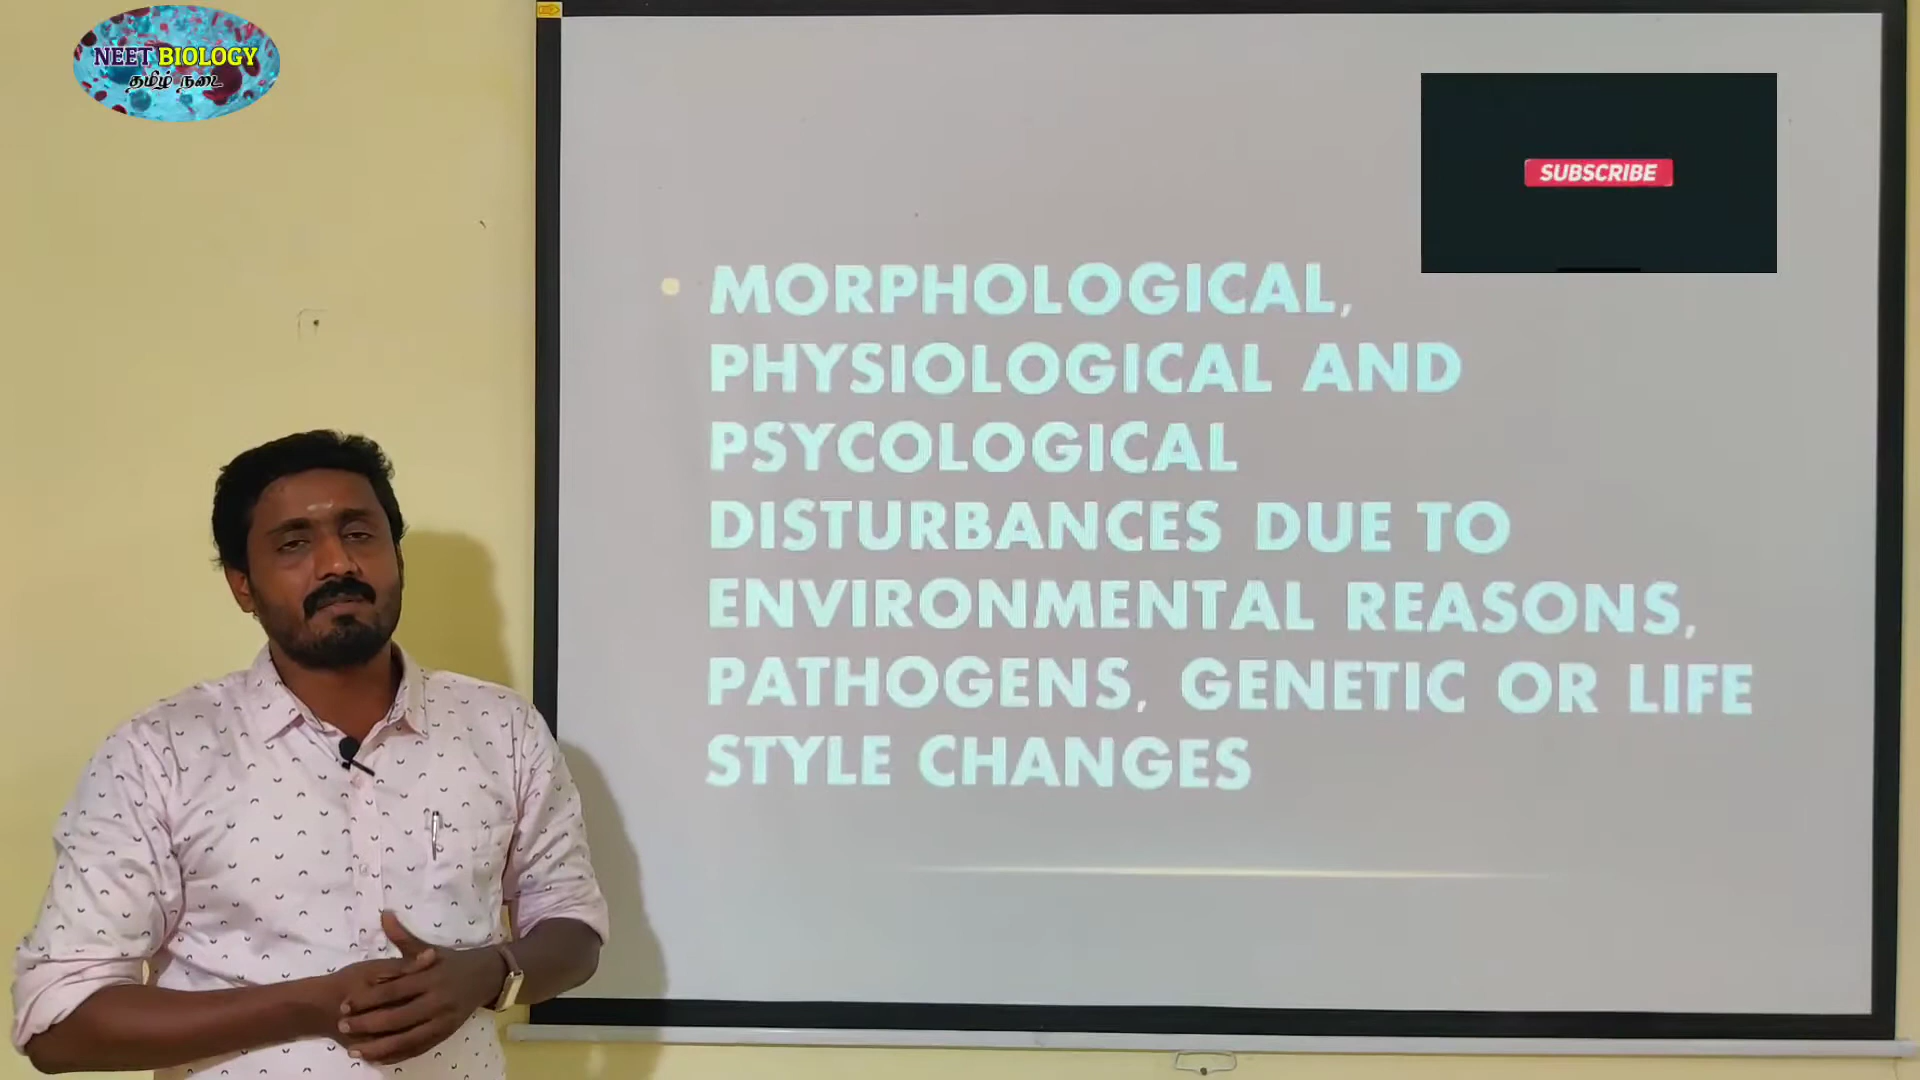 NEET BIOLOGY
தமிழ் நடை
SUBSCRIBE
MORPHOLOGICAL,
PHYSIOLOGICAL AND
PSYCOLOGICAL
DISTURBANCES DUE TO
ENVIRONMENTAL REASONS,
PATHOGENS, GENETIC OR LIFE
STYLE CHANGES